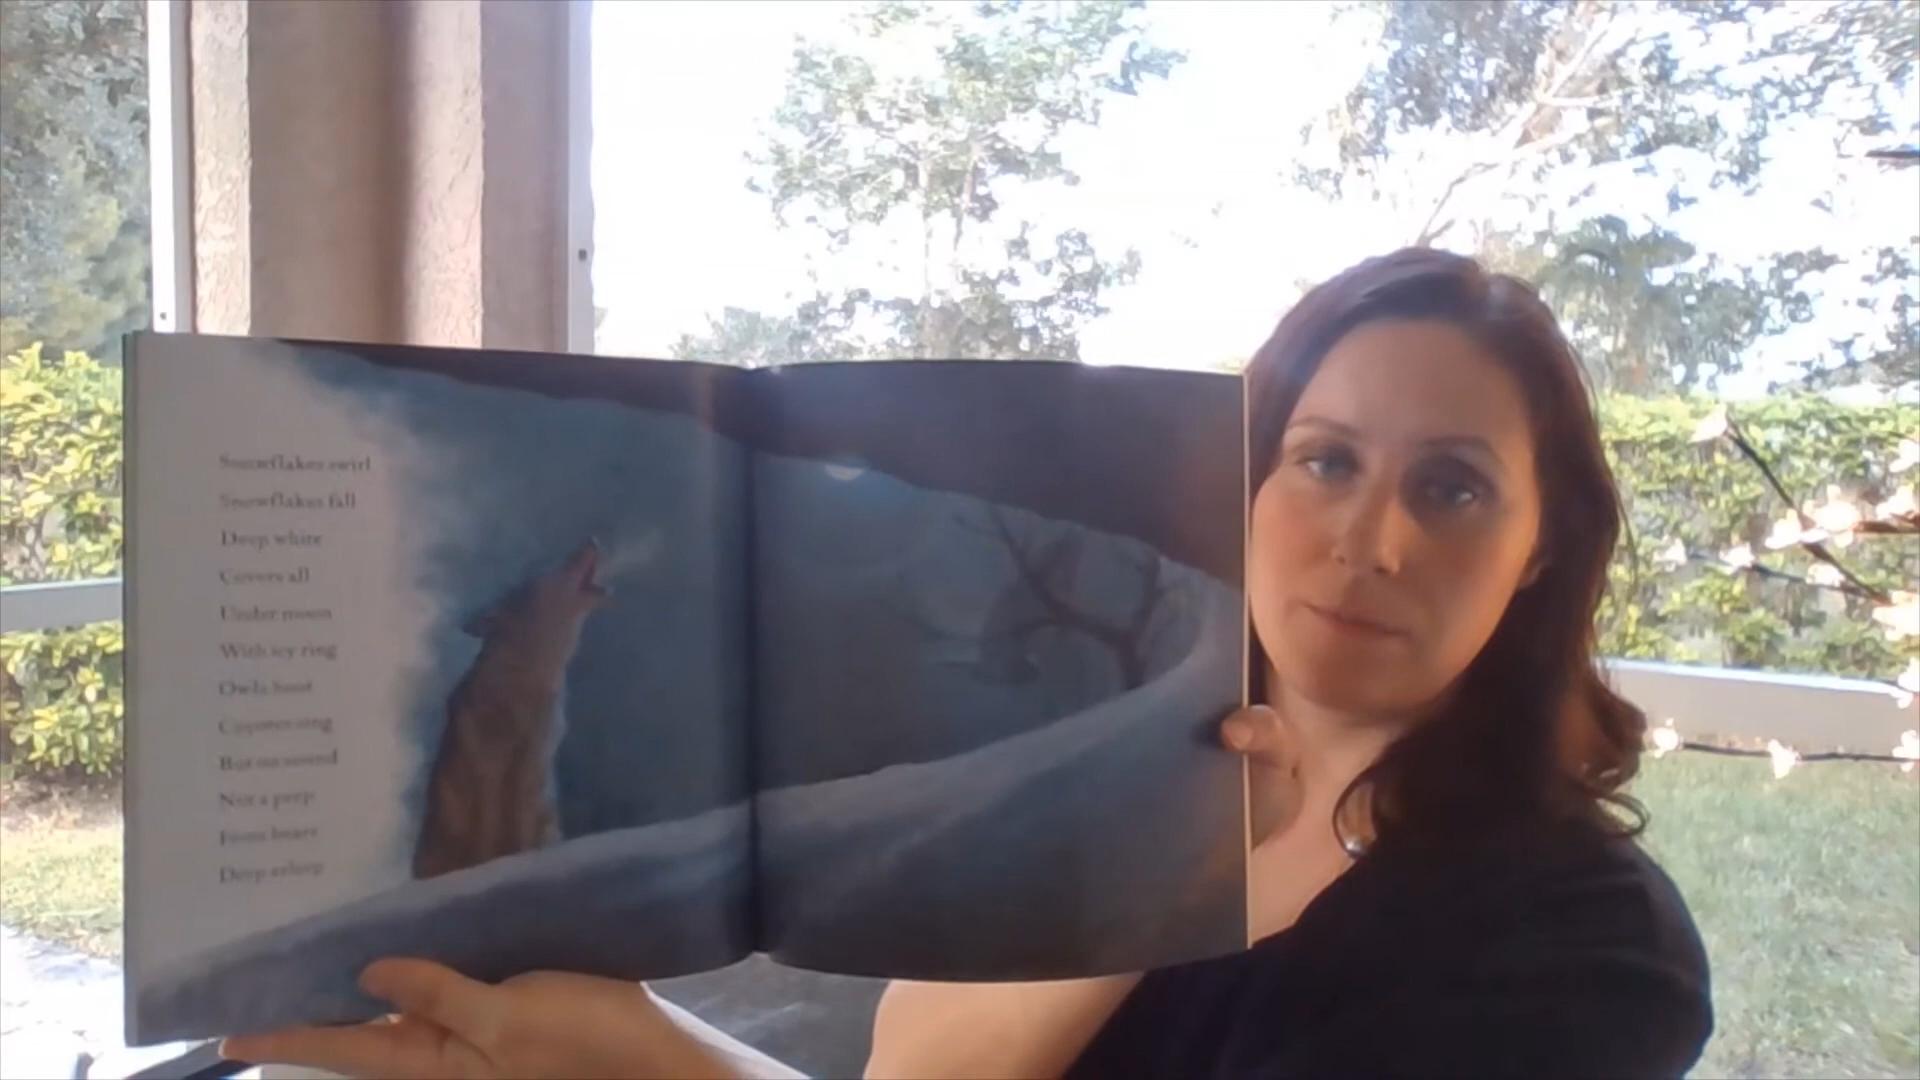 Snowflakes swirl
Snowflakes fall
Deep white
Covers all
Under moon
With icy ring
Owls hoot
Coyotes sing
But no sound
Not a peep
From bears
Deep asleep